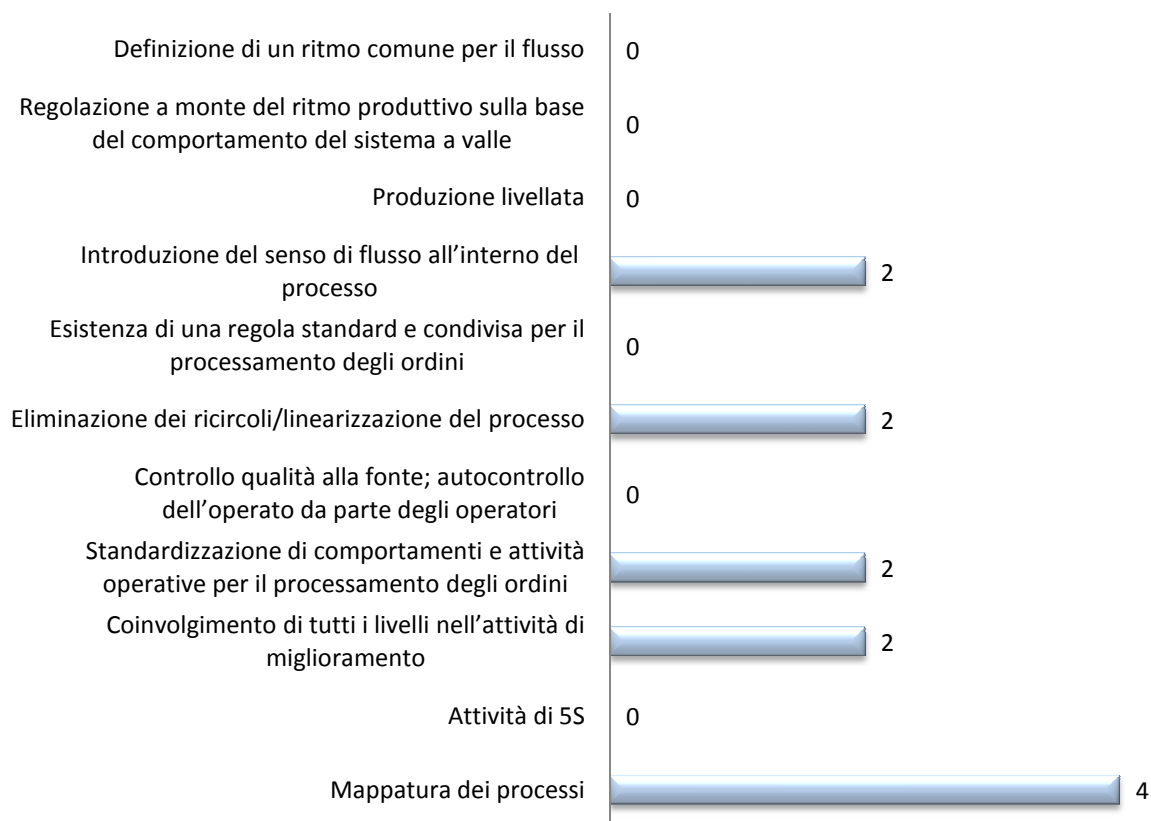 Definizione di un ritmo comune per il flusso 0
Regolazione a monte del ritmo produttivo sulla base
del comportamento del sistema a valle 0
Produzione livellata 0
Introduzione del senso di flusso all’interno del
processo 2
Esistenza di una regola standard e condivisa per il
processamento degli ordini 0
Eliminazione dei ricircoli/linearizzazione del processo 2
Controllo qualità alla fonte; autocontrollo
dell’operato da parte degli operatori 0
Standardizzazione di comportamenti e attività
operative per il processamento degli ordini 2
Coinvolgimento di tutti i livelli nell’attività di
miglioramento 2
Attività di 5S 0
Mappatura dei processi 4